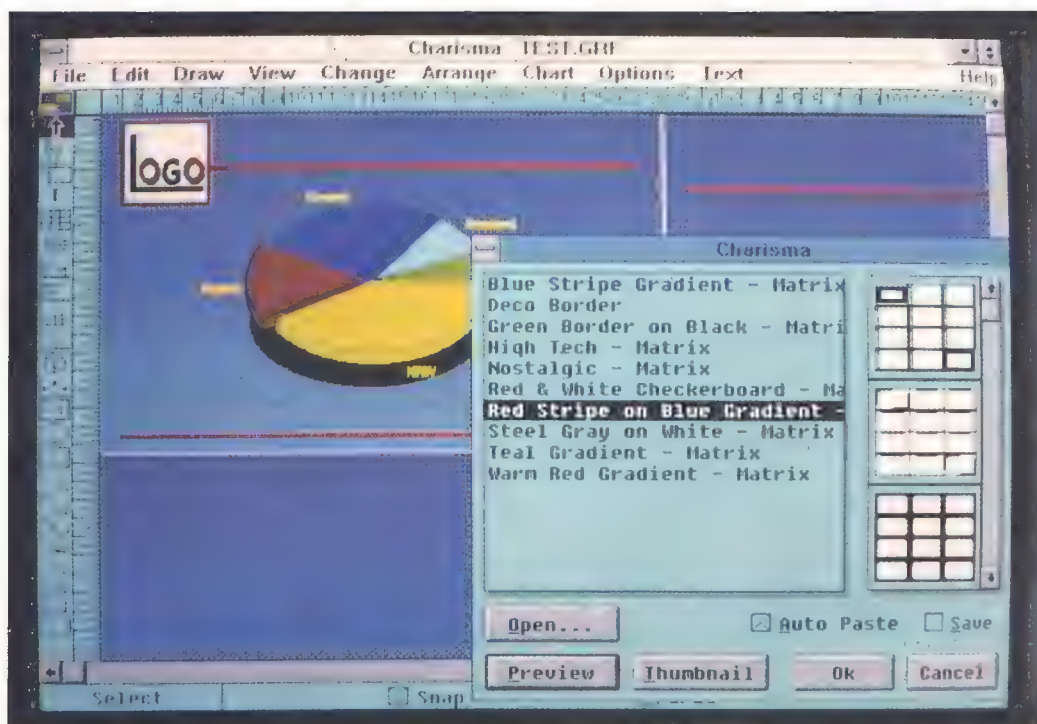 Charisma TEST.GRF
File Edit Draw View Change Arrange Chart Options Text Help
LOGO
Charisma
Blue Stripe Gradient - Matrix
Deco Border
Green Border on Black - Matri
High Tech - Matrix
Nostalgic - Matrix
Red & White Checkerboard - Ma
Red Stripe on Blue Gradient -
Steel Gray on White - Matrix
Teal Gradient - Matrix
Warm Red Gradient - Matrix
Open...
Auto Paste
Save
Preview
Thumbnail
Ok
Cancel
Select
Snap